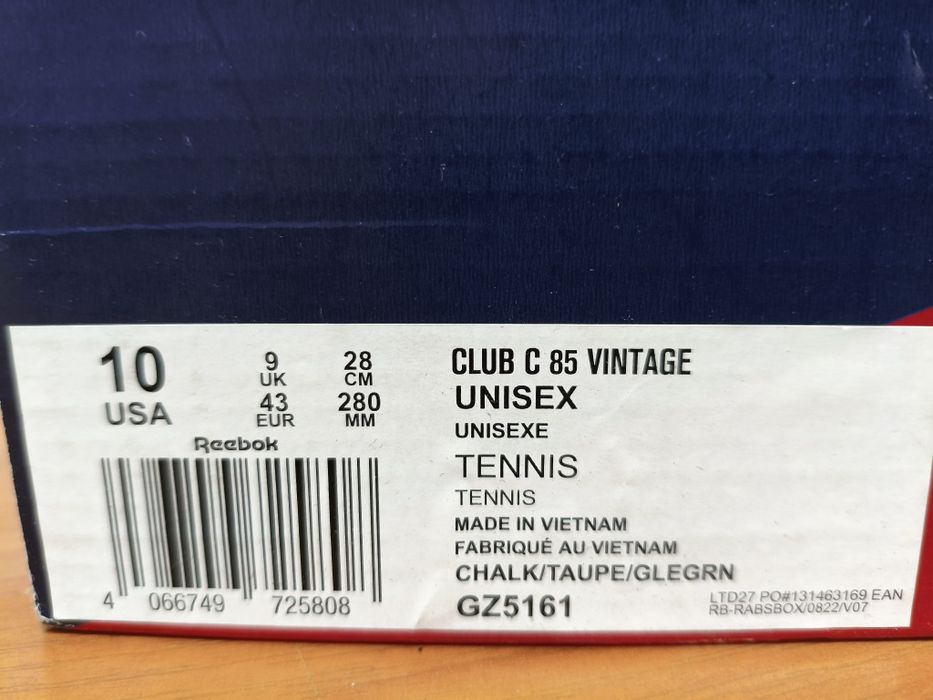 10
USA
9
UK
28
CM
43
EUR
280
MM
Reebok
4 066749 725808
CLUB C 85 VINTAGE
UNISEX
UNISEXE
TENNIS
TENNIS
MADE IN VIETNAM
FABRIQUÉ AU VIETNAM
CHALK/TAUPE/GLEGRN
GZ5161
LTD27 PO#131463169 EAN
RB-RABSBOX/0822/V07